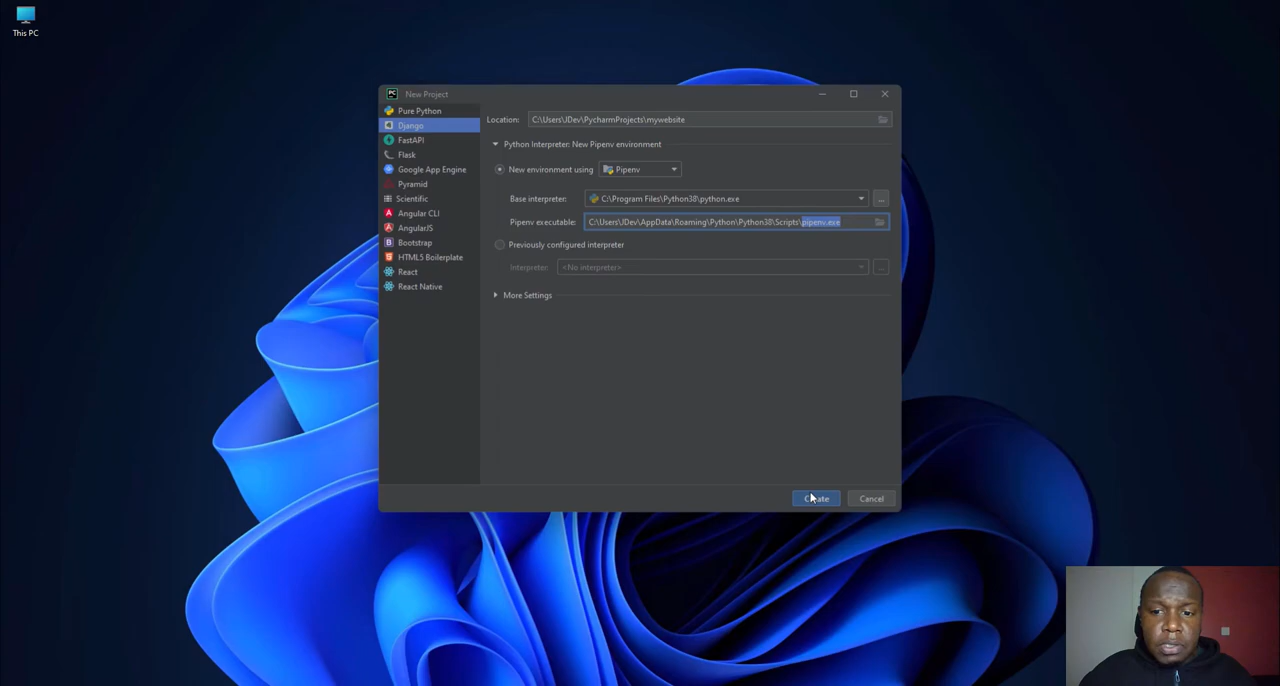 This PC
New Project
Pure Python
Django
FastAPI
Flask
Google App Engine
Pyramid
Scientific
Angular CLI
AngularJS
Bootstrap
HTML5 Boilerplate
React
React Native
Location: C:\Users\JDev\PycharmProjects\mywebsite
Python Interpreter: New Pipenv environment
New environment using Pipenv
Base interpreter: C:\Program Files\Python38\python.exe ...
Pipenv executable: C:\Users\JDev\AppData\Roaming\Python\Python38\Scripts\pipenv.exe
Previously configured interpreter
Interpreter: <No interpreter> ...
More Settings
Create Cancel